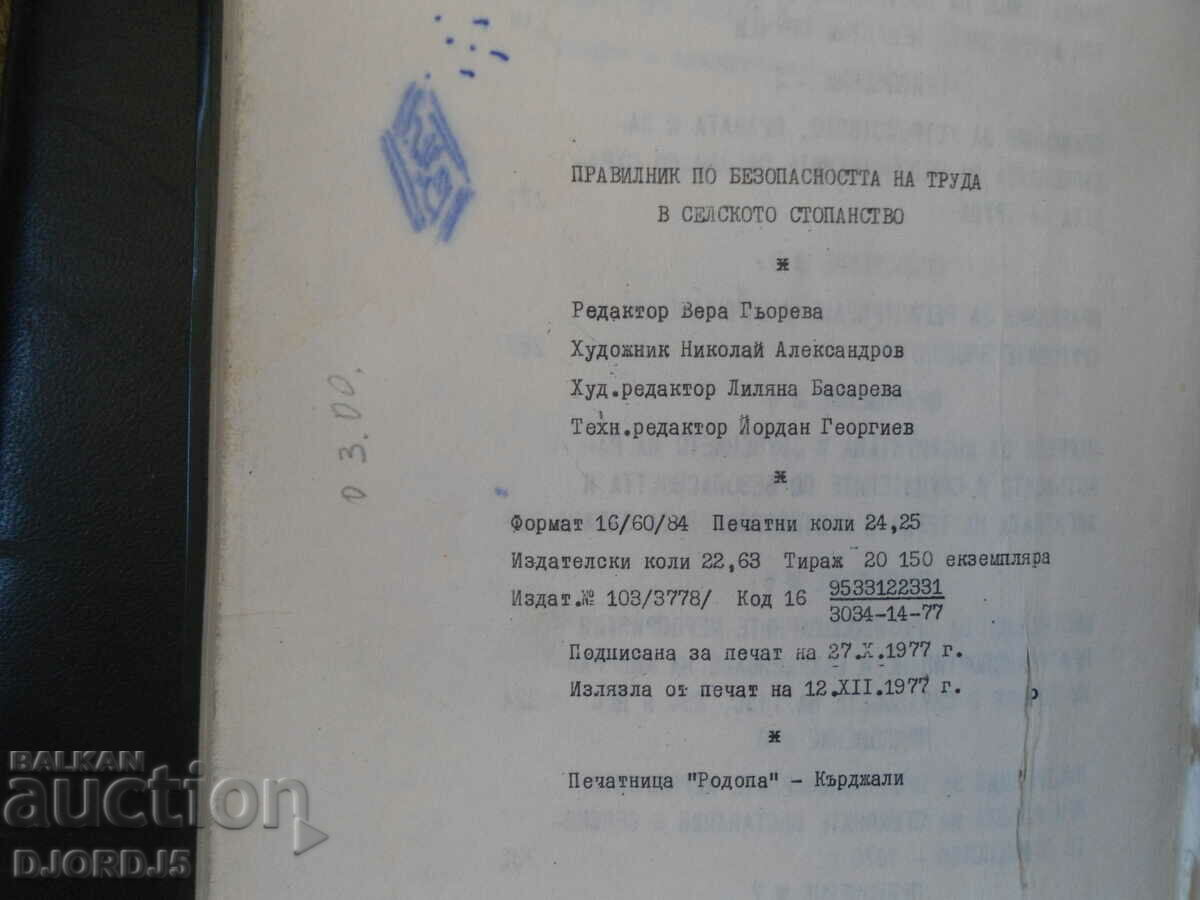 ПРАВИЛНИК ПО БЕЗОПАСНОСТТА НА ТРУДА
В СЕЛСКОТО СТОПАНСТВО
ж
Редактор Вера Гьорева
Художник Николай Александров
Худ.редактор Лиляна Басарева
Техн.редактор Йордан Георгиев
ж
Формат 16/60/84 Печатни коли 24,25
Издателски коли 22,63 Тираж 20 150 екземпляра
Издат.№ 103/3778/ Код 16 9533122331
3034-14-77
Подписана за печат на 27.X.1977 г.
Излязла от печат на 12.XII.1977 г.
ж
Печатница "Родопа" - Кърджали
0 3.00.
BALKAN
auction
DJORDJ5